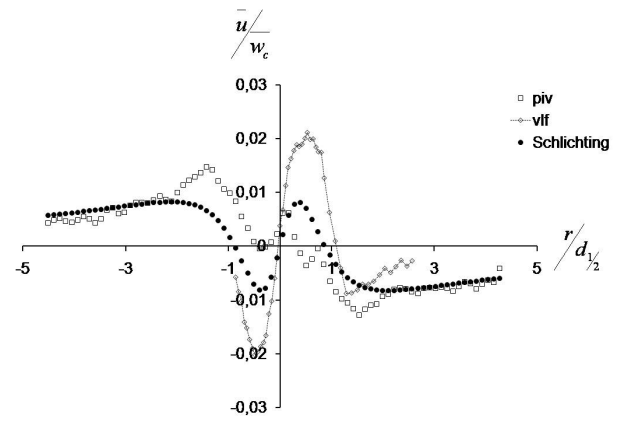 u̅ / w̅_c
0,03
piv
0,02
vlf
Schlichting
0,01
0
r / d_1/2
-5
-3
-1
1
3
5
-0,01
-0,02
-0,03